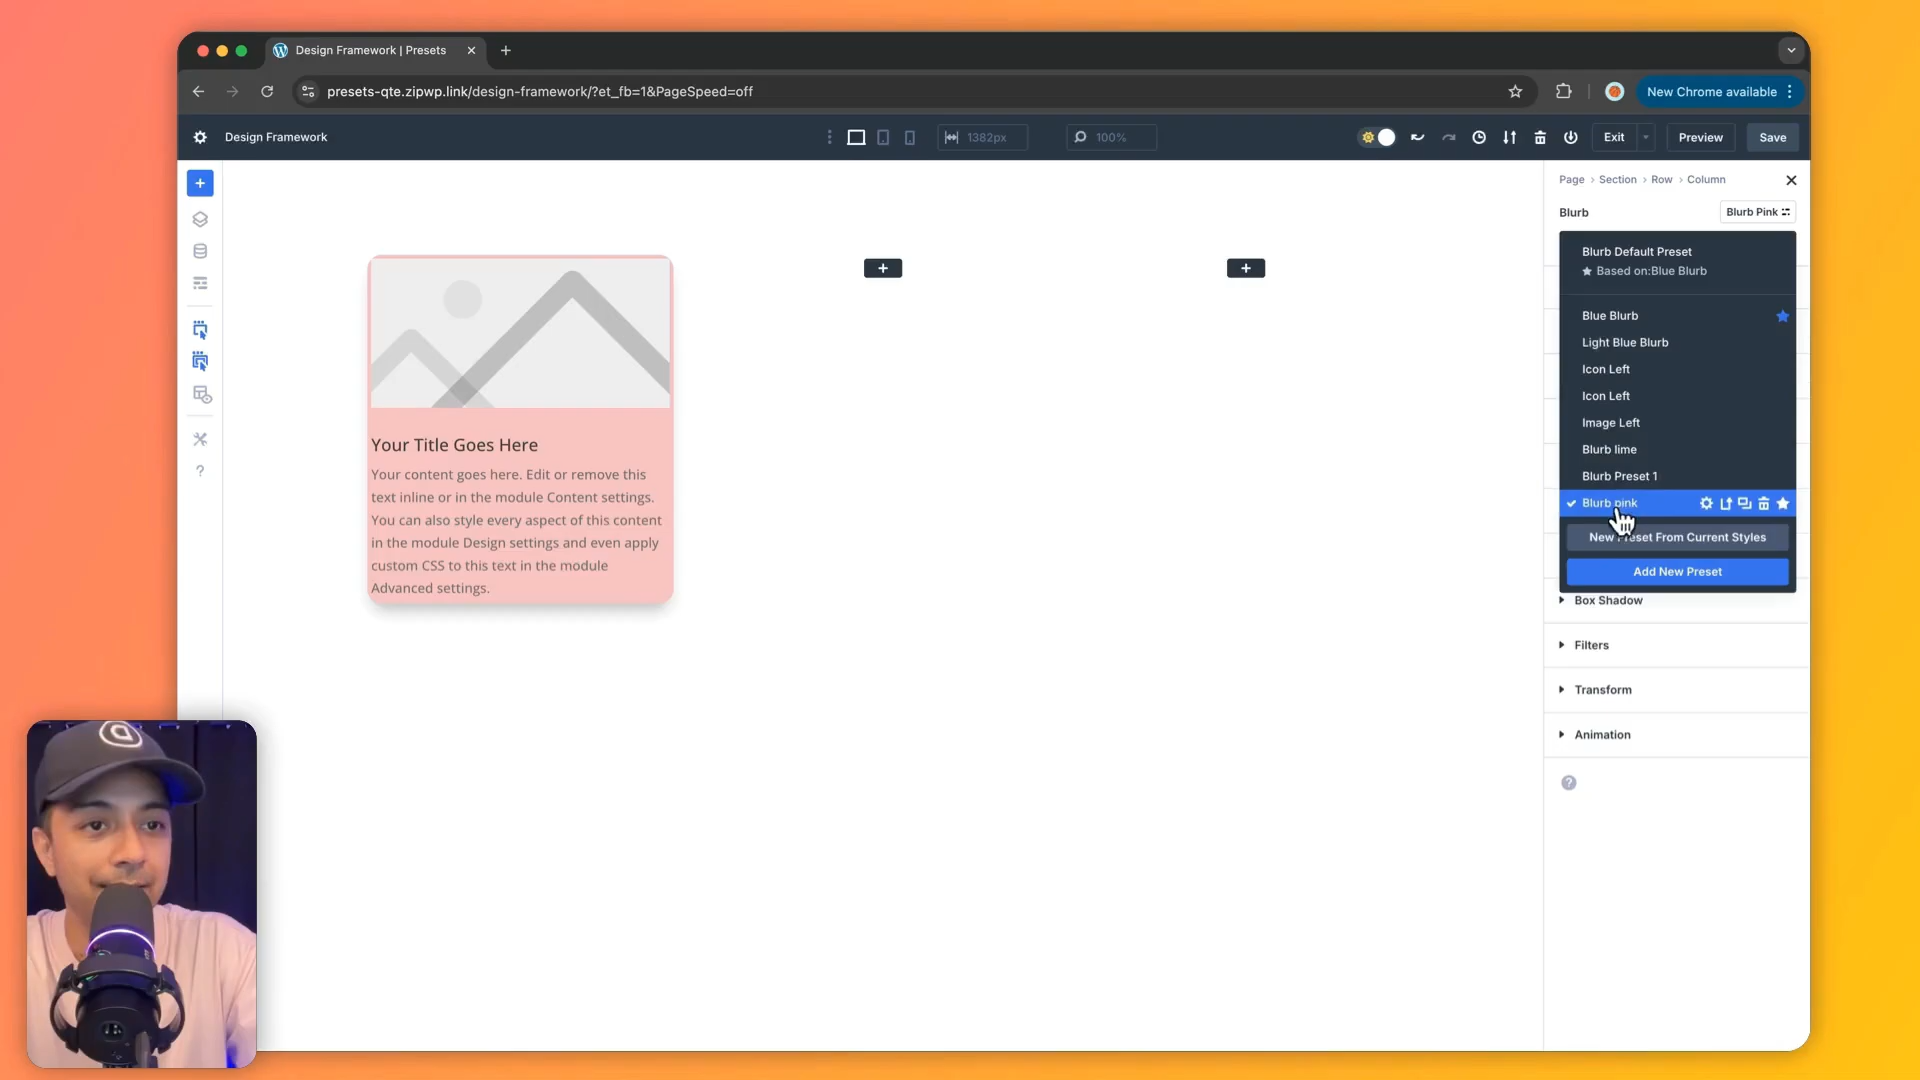 Design Framework | Presets
presets-qte.zipwp.link/design-framework/?et_fb=1&PageSpeed=off
New Chrome available
Design Framework
1382px
100%
Exit
Preview
Save
Page › Section › Row › Column
Blurb
Blurb Pink
Blurb Default Preset
Based on:Blue Blurb
Blue Blurb
Light Blue Blurb
Icon Left
Icon Left
Image Left
Blurb lime
Blurb Preset 1
Blurb pink
New Preset From Current Styles
Add New Preset
Box Shadow
Filters
Transform
Animation
?
?
Your Title Goes Here
Your content goes here. Edit or remove this
text inline or in the module Content settings.
You can also style every aspect of this content
in the module Design settings and even apply
custom CSS to this text in the module
Advanced settings.